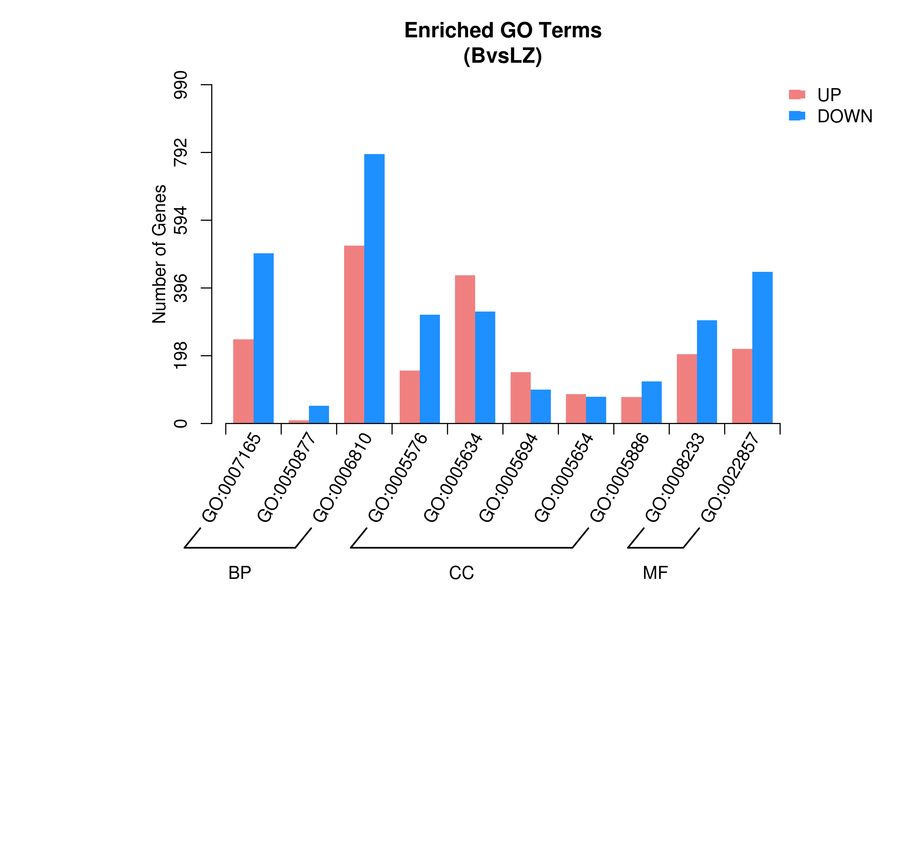 Enriched GO Terms
(BvsLZ)
UP
DOWN
Number of Genes
990
792
594
396
198
0
GO:0007165
GO:0050877
GO:0006810
GO:0005576
GO:0005634
GO:0005694
GO:0005654
GO:0005886
GO:0008233
GO:0022857
BP
CC
MF